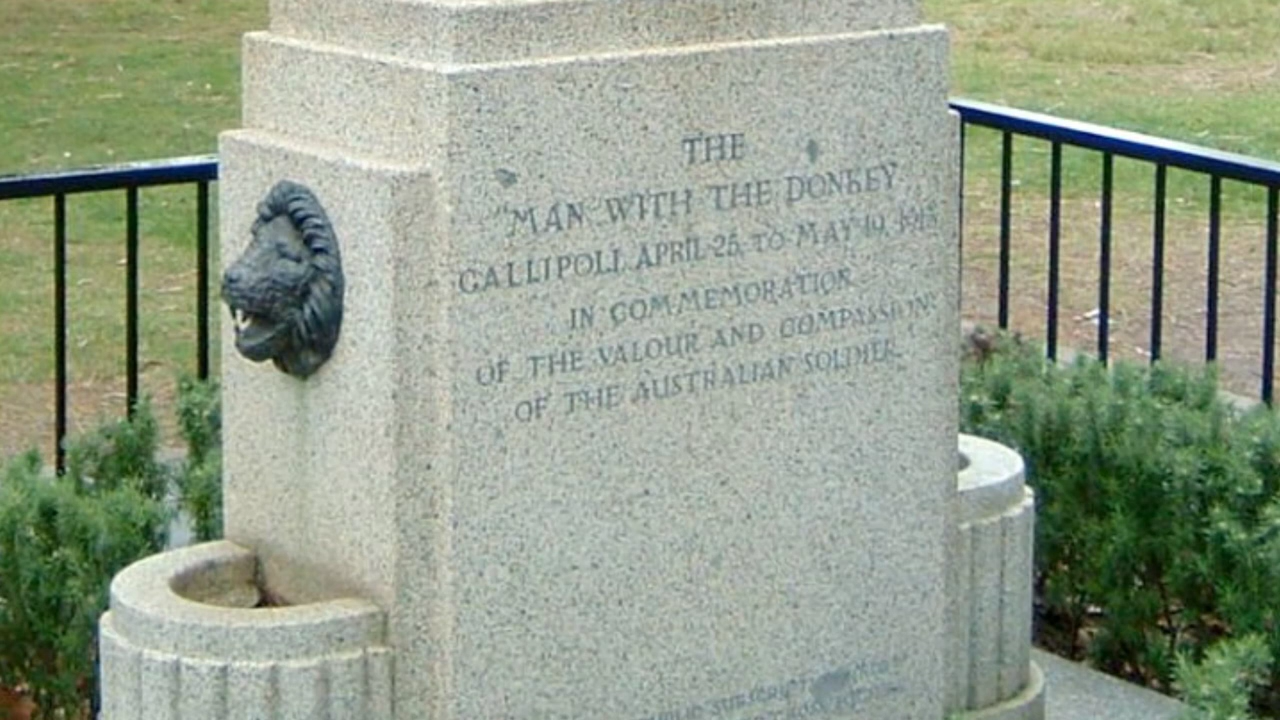 THE
"MAN WITH THE DONKEY
GALLIPOLI, APRIL 25, TO MAY 19, 1915
IN COMMEMORATION
OF THE VALOUR AND COMPASSION
OF THE AUSTRALIAN SOLDIER.
PUBLIC